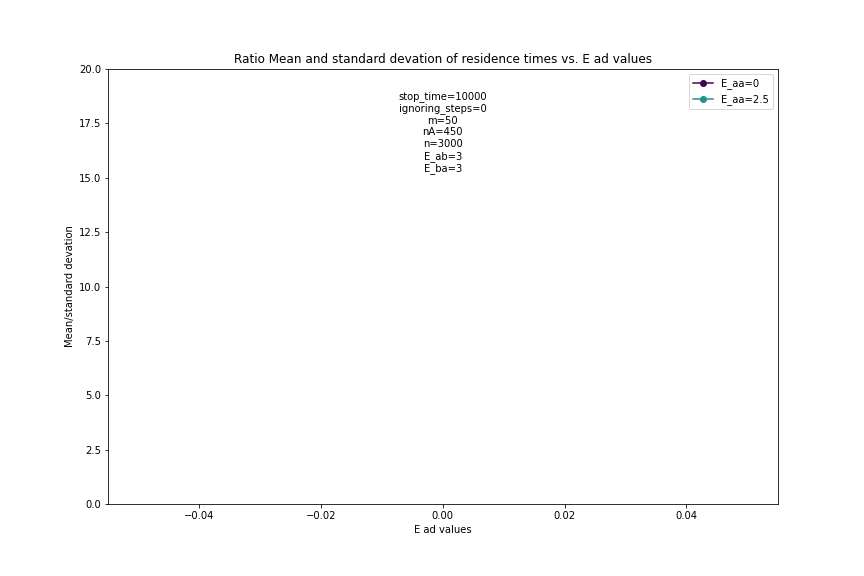 Ratio Mean and standard devation of residence times vs. E ad values
20.0
17.5
15.0
12.5
10.0
7.5
5.0
2.5
0.0
Mean/standard devation
stop_time=10000
ignoring_steps=0
m=50
nA=450
n=3000
E_ab=3
E_ba=3
E_aa=0
E_aa=2.5
−0.04 −0.02 0.00 0.02 0.04
E ad values